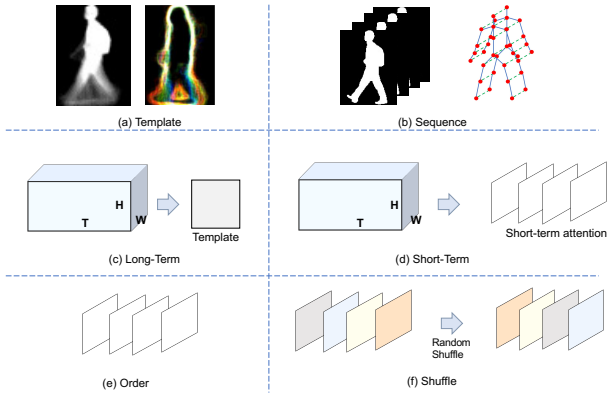 (a) Template
(b) Sequence
H
T
W
Template
(c) Long-Term
H
T
W
Short-term attention
(d) Short-Term
(e) Order
Random
Shuffle
(f) Shuffle